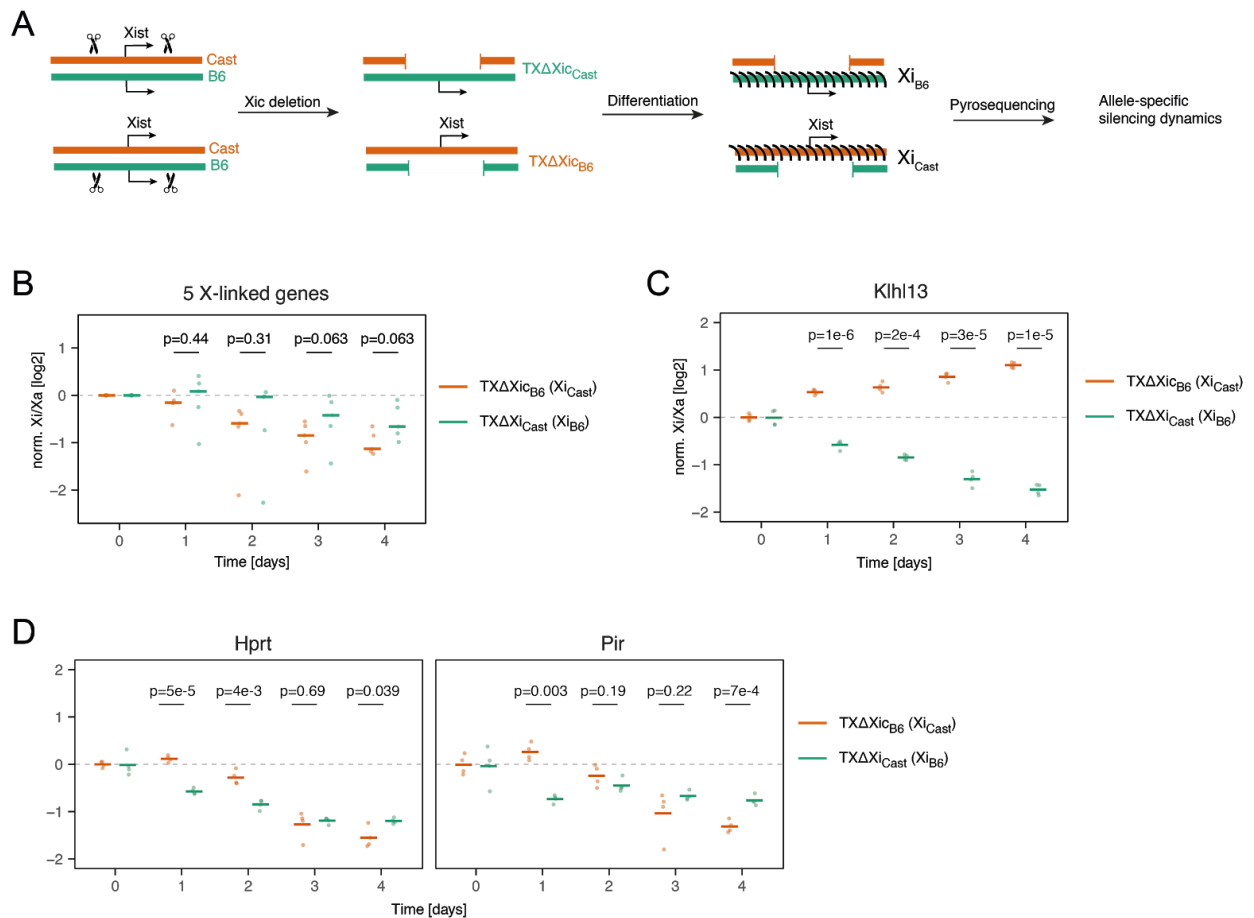 A
Xist
Cast
B6
Xist
Cast
B6
Xic deletion
TXΔXicCast
Xist
TXΔXicB6
Differentiation
XiB6
Xist
XiCast
Pyrosequencing
Allele-specific
silencing dynamics
B
5 X-linked genes
norm. Xi/Xa [log2]
1
0
−1
−2
p=0.44
p=0.31
p=0.063
p=0.063
0
1
2
3
4
Time [days]
TXΔXicB6 (XiCast)
TXΔXiCast (XiB6)
C
Klhl13
norm. Xi/Xa [log2]
2
1
0
−1
−2
p=1e-6
p=2e-4
p=3e-5
p=1e-5
0
1
2
3
4
Time [days]
TXΔXicB6 (XiCast)
TXΔXiCast (XiB6)
D
Hprt
2
1
0
−1
−2
p=5e-5
p=4e-3
p=0.69
p=0.039
0
1
2
3
4
Pir
p=0.003
p=0.19
p=0.22
p=7e-4
0
1
2
3
4
Time [days]
TXΔXicB6 (XiCast)
TXΔXiCast (XiB6)